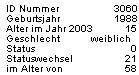 ID Nummer 3060
Geburtsjahr 1988
Alter im Jahr 2003 15
Geschlecht weiblich
Status 0
Statuswechsel 21
im Alter von 58